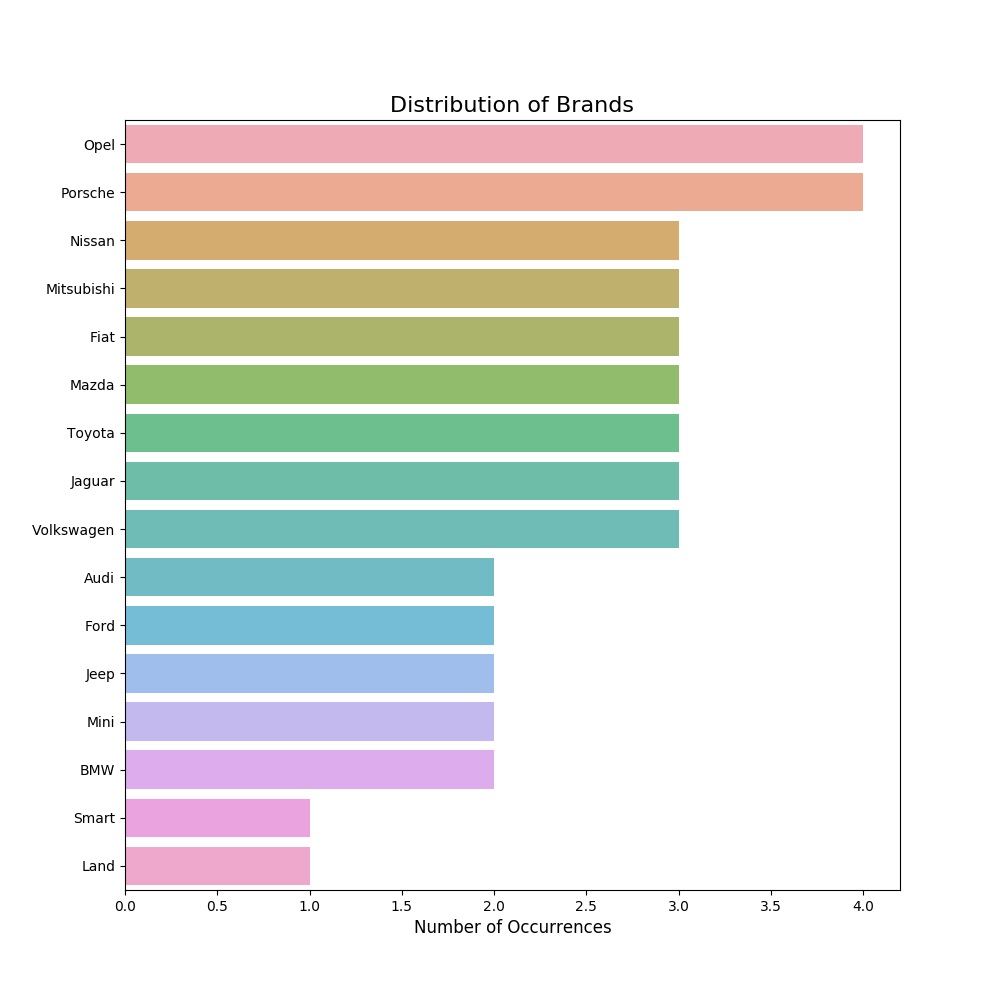 Distribution of Brands
Opel
Porsche
Nissan
Mitsubishi
Fiat
Mazda
Toyota
Jaguar
Volkswagen
Audi
Ford
Jeep
Mini
BMW
Smart
Land
0.0 0.5 1.0 1.5 2.0 2.5 3.0 3.5 4.0
Number of Occurrences